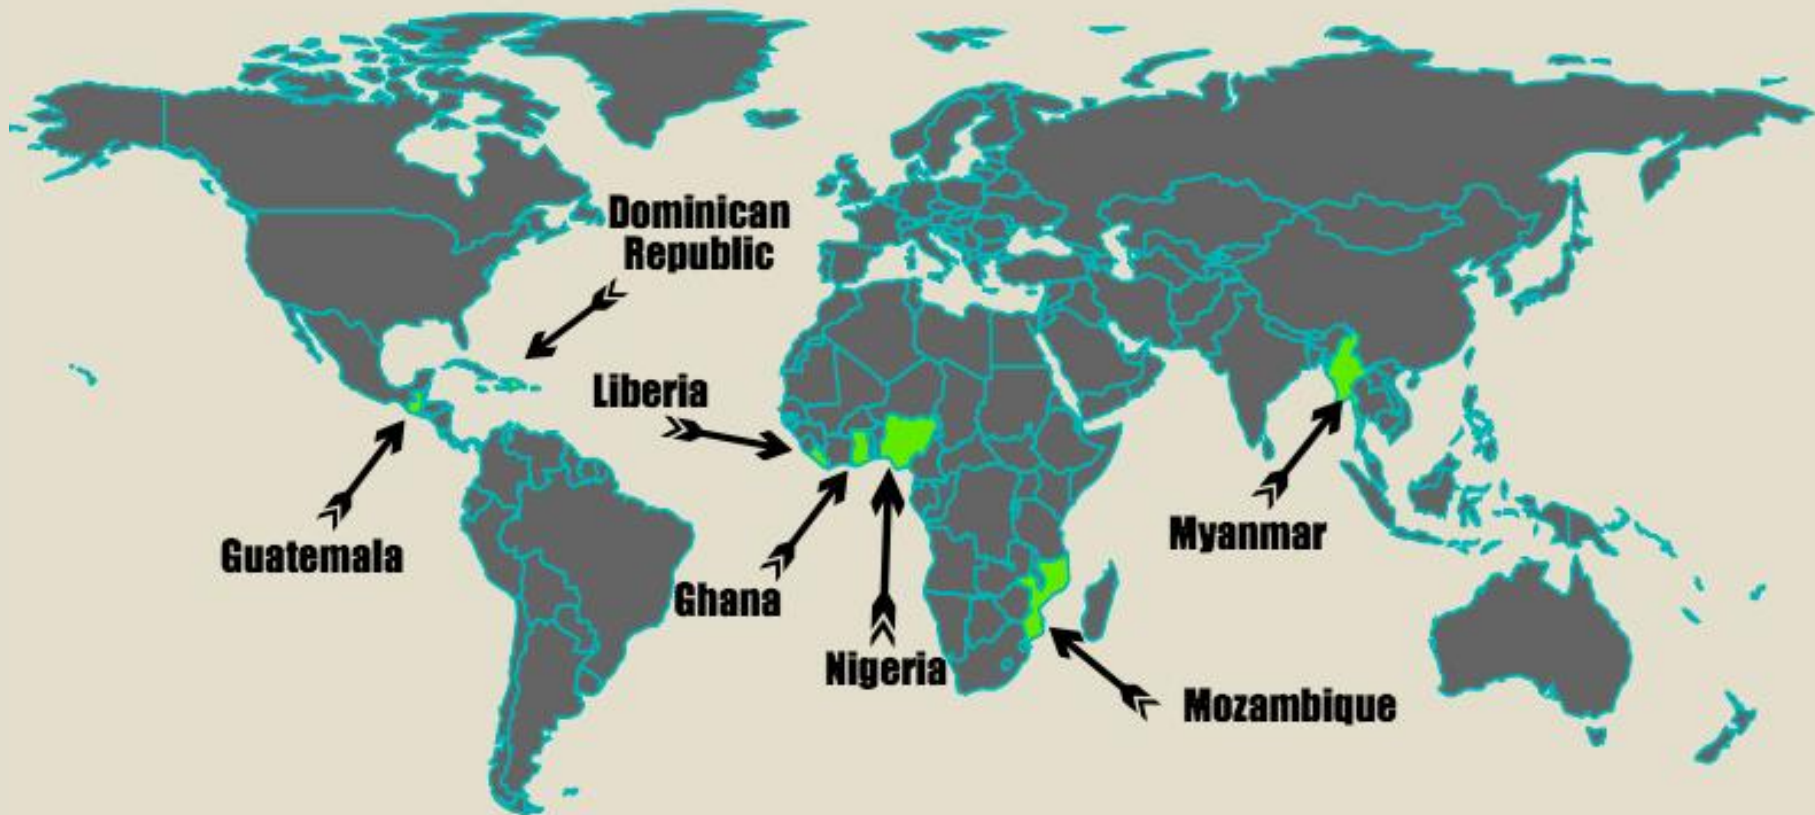 Dominican
Republic
Liberia
Guatemala
Ghana
Nigeria
Myanmar
Mozambique